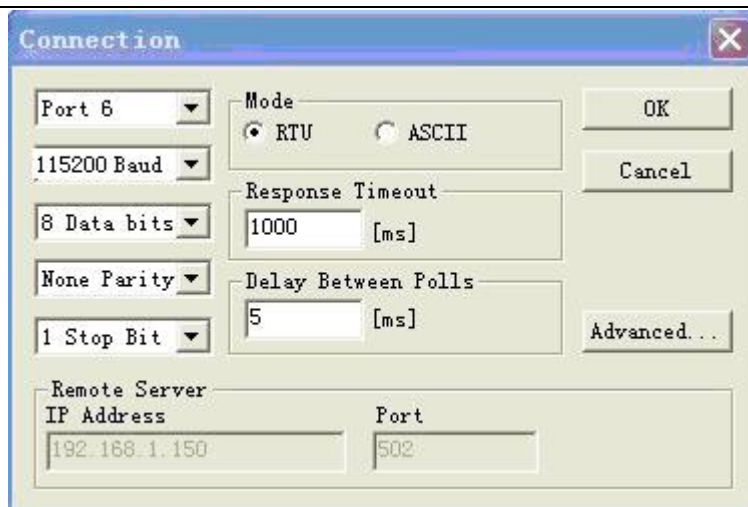 Connection
Port 6
115200 Baud
8 Data bits
None Parity
1 Stop Bit
Mode
RTU
ASCII
Response Timeout
1000 [ms]
Delay Between Polls
5 [ms]
OK
Cancel
Advanced...
Remote Server
IP Address
192.168.1.150
Port
502